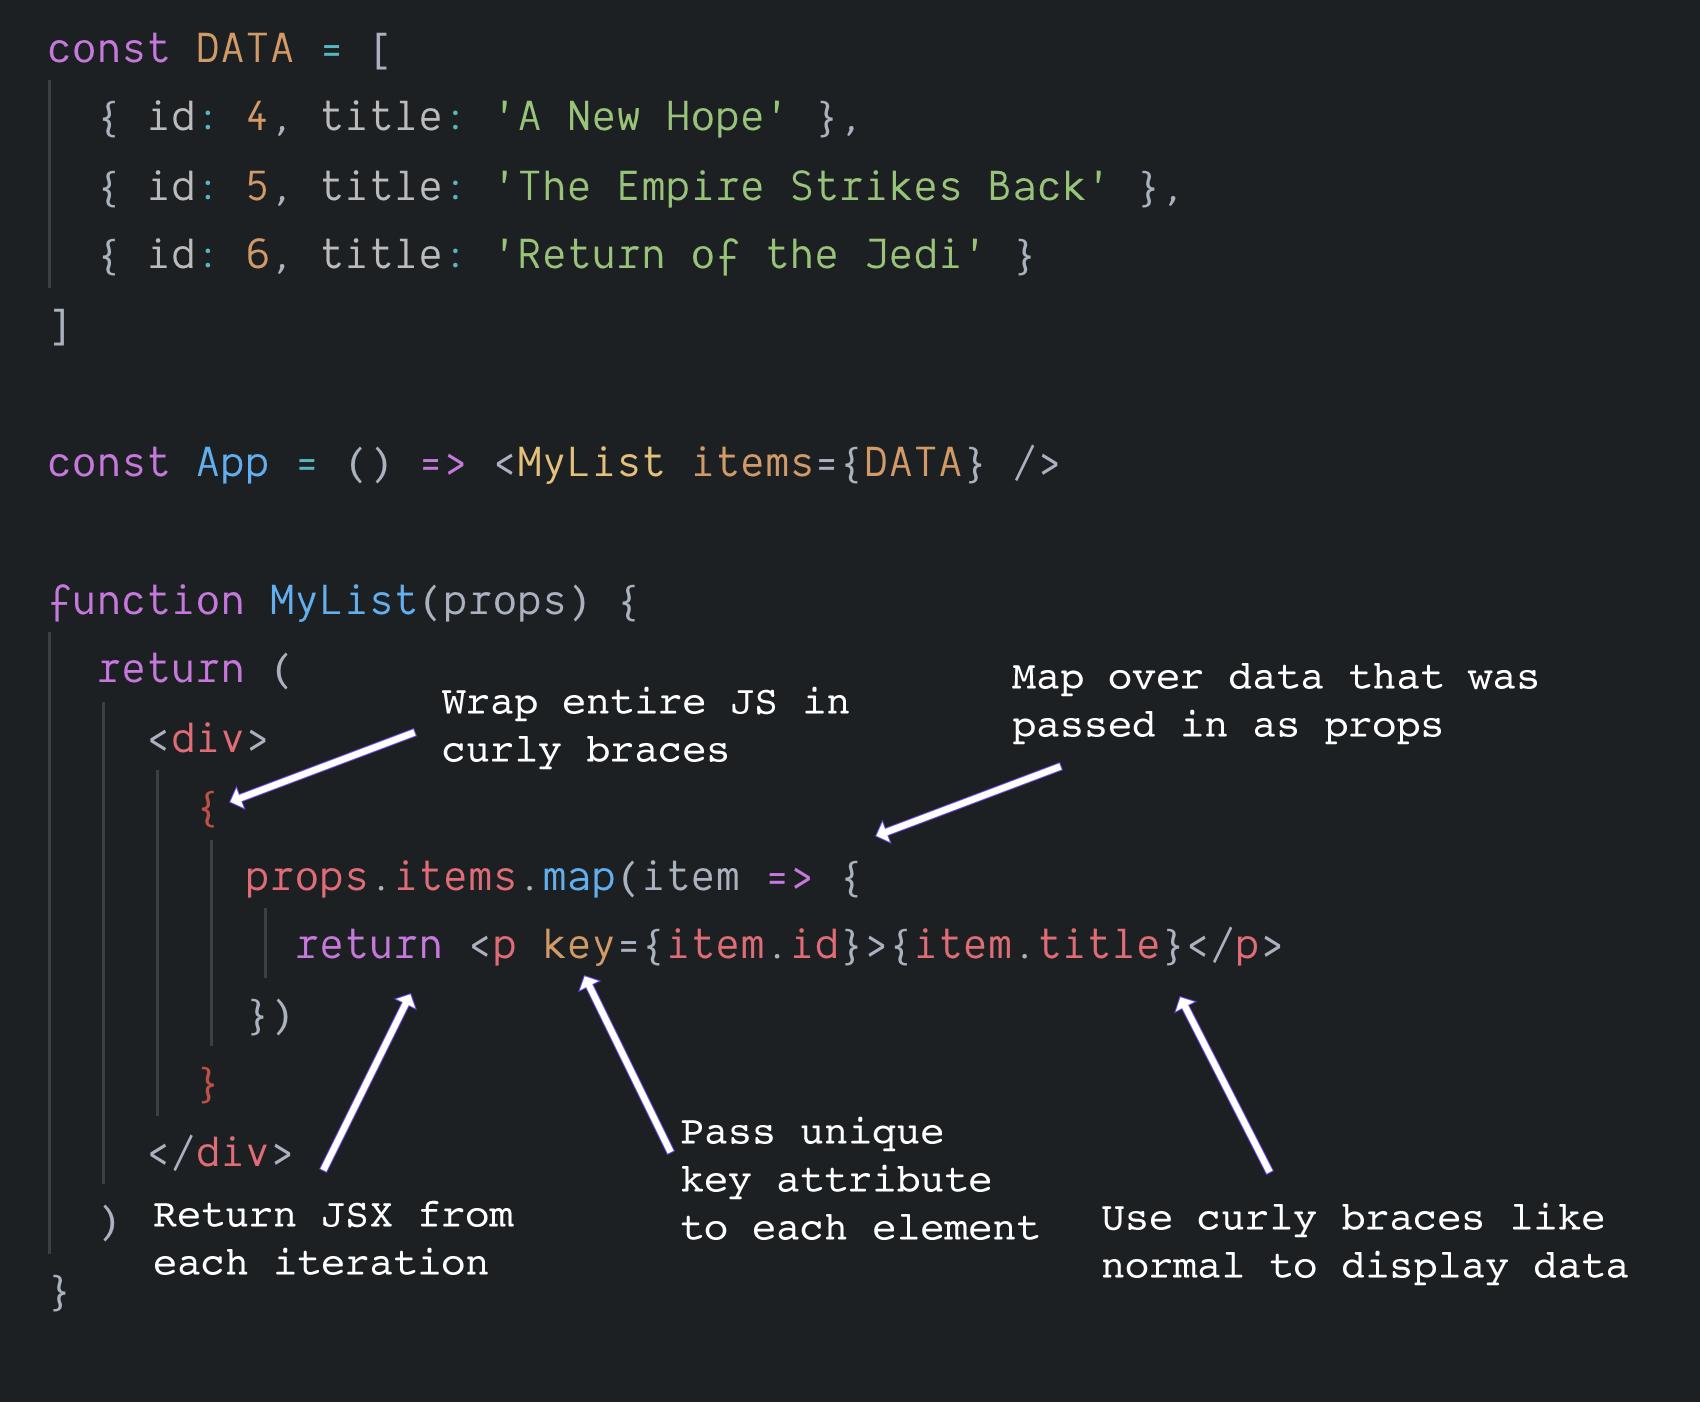 const DATA = [
{ id: 4, title: 'A New Hope' },
{ id: 5, title: 'The Empire Strikes Back' },
{ id: 6, title: 'Return of the Jedi' }
]
const App = () => <MyList items={DATA} />
function MyList(props) {
return (
Wrap entire JS in
curly braces
Map over data that was
passed in as props
<div>
{
props.items.map(item => {
return <p key={item.id}>{item.title}</p>
})
}
</div>
)
Return JSX from
each iteration
Pass unique
key attribute
to each element
Use curly braces like
normal to display data
}